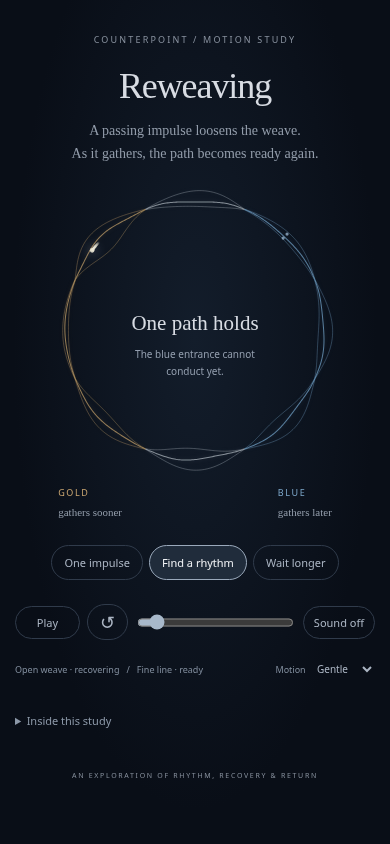 COUNTERPOINT / MOTION STUDY
Reweaving
A passing impulse loosens the weave.
As it gathers, the path becomes ready again.
One path holds
The blue entrance cannot
conduct yet.
GOLD
gathers sooner
BLUE
gathers later
One impulse
Find a rhythm
Wait longer
Play
↺
Sound off
Open weave · recovering / Fine line · ready
Motion Gentle
Inside this study
AN EXPLORATION OF RHYTHM, RECOVERY & RETURN